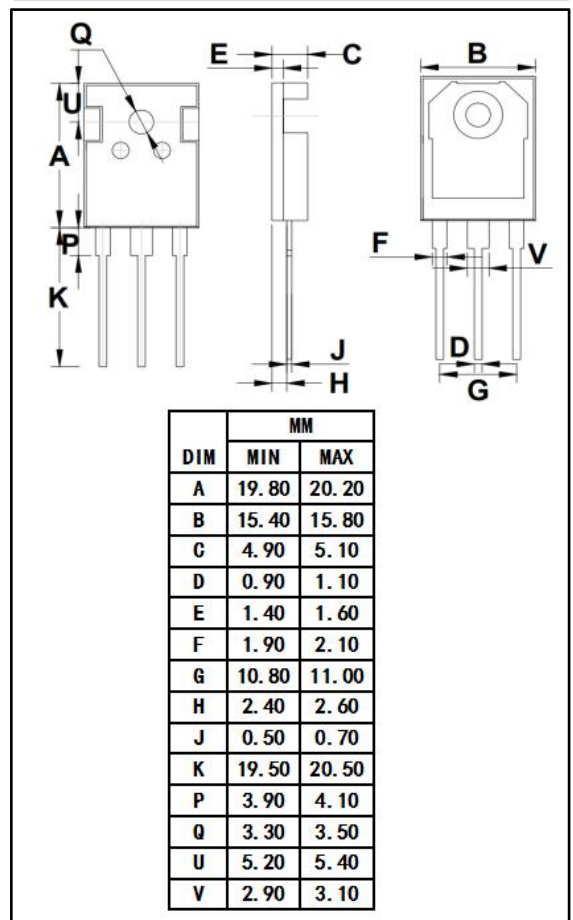 Q
E C B
U
A
P F V
K
J D
H G
MM
DIM MIN MAX
A 19.80 20.20
B 15.40 15.80
C 4.90 5.10
D 0.90 1.10
E 1.40 1.60
F 1.90 2.10
G 10.80 11.00
H 2.40 2.60
J 0.50 0.70
K 19.50 20.50
P 3.90 4.10
Q 3.30 3.50
U 5.20 5.40
V 2.90 3.10